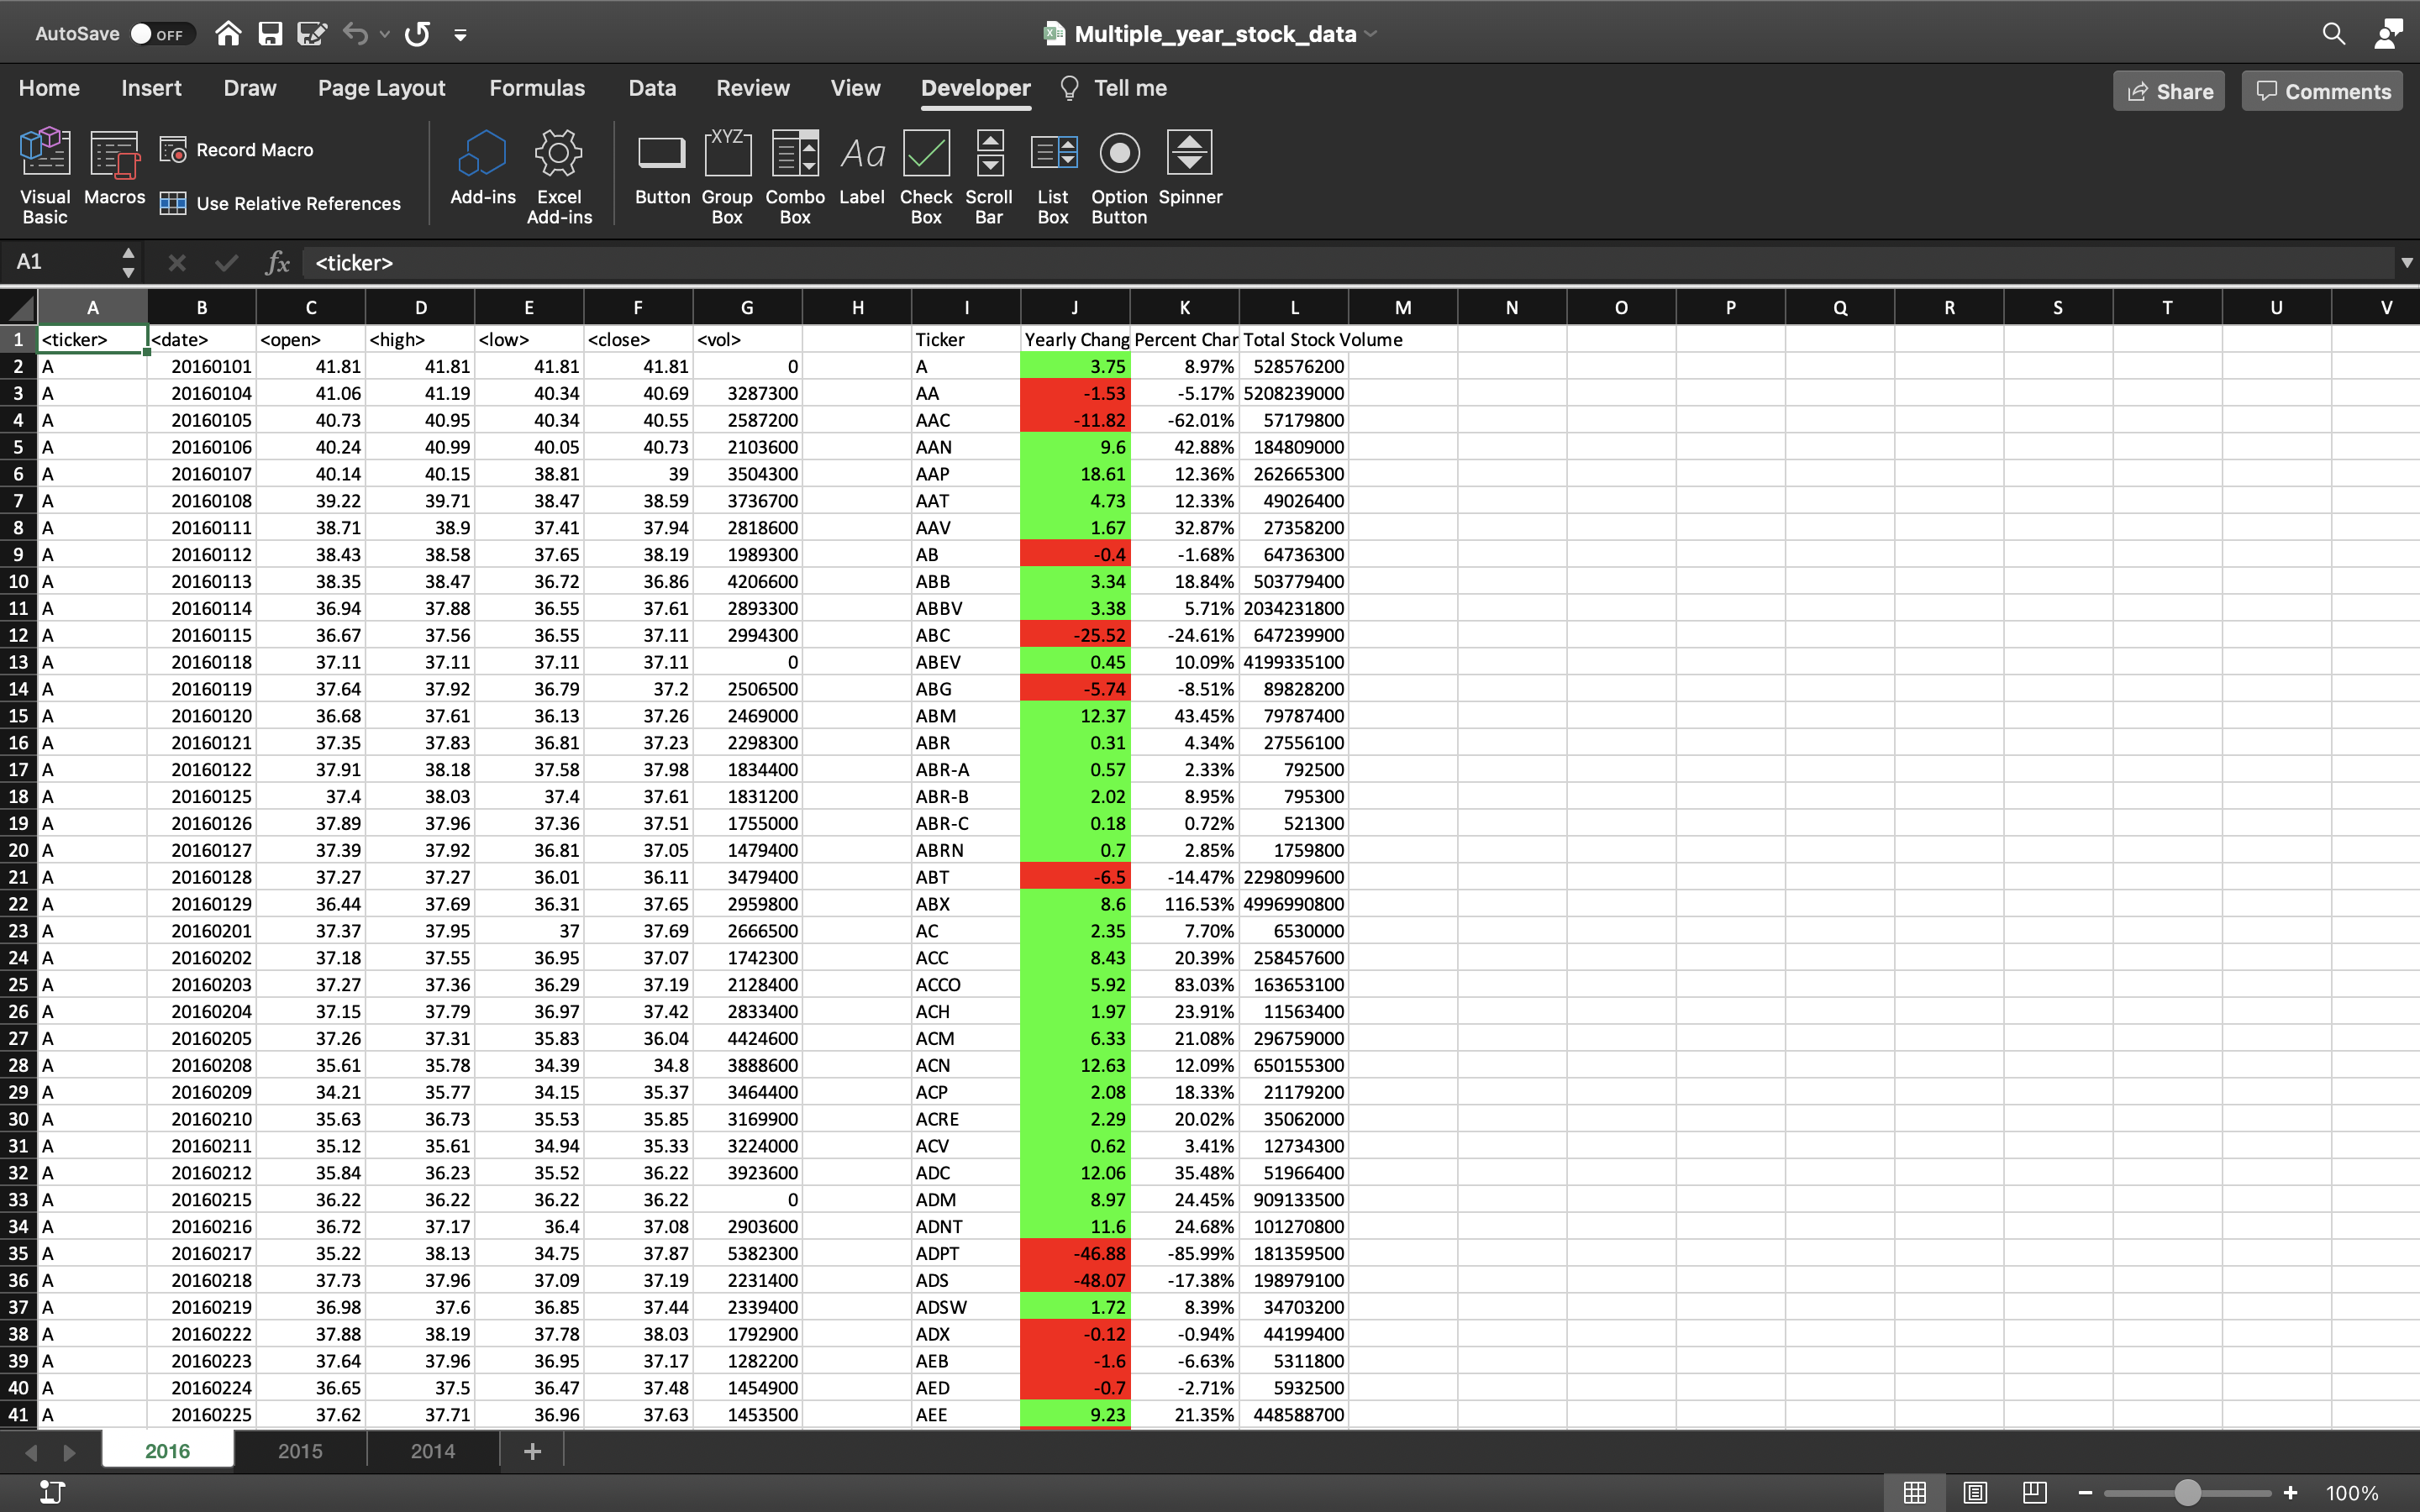 AutoSave OFF Multiple_year_stock_data
Home Insert Draw Page Layout Formulas Data Review View Developer Tell me Share Comments
Visual Basic Macros Record Macro Use Relative References Add-ins Excel Add-ins Button XYZ Group Box Combo Box Aa Label Check Box Scroll Bar List Box Option Button Spinner
A1 fx <ticker>
A B C D E F G H I J K L M N O P Q R S T U V
1 <ticker> <date> <open> <high> <low> <close> <vol> Ticker Yearly Chang Percent Char Total Stock Volume
2 A 20160101 41.81 41.81 41.81 41.81 0 A 3.75 8.97% 528576200
3 A 20160104 41.06 41.19 40.34 40.69 3287300 AA -1.53 -5.17% 5208239000
4 A 20160105 40.73 40.95 40.34 40.55 2587200 AAC -11.82 -62.01% 57179800
5 A 20160106 40.24 40.99 40.05 40.73 2103600 AAN 9.6 42.88% 184809000
6 A 20160107 40.14 40.15 38.81 39 3504300 AAP 18.61 12.36% 262665300
7 A 20160108 39.22 39.71 38.47 38.59 3736700 AAT 4.73 12.33% 49026400
8 A 20160111 38.71 38.9 37.41 37.94 2818600 AAV 1.67 32.87% 27358200
9 A 20160112 38.43 38.58 37.65 38.19 1989300 AB -0.4 -1.68% 64736300
10 A 20160113 38.35 38.47 36.72 36.86 4206600 ABB 3.34 18.84% 503779400
11 A 20160114 36.94 37.88 36.55 37.61 2893300 ABBV 3.38 5.71% 2034231800
12 A 20160115 36.67 37.56 36.55 37.11 2994300 ABC -25.52 -24.61% 647239900
13 A 20160118 37.11 37.11 37.11 37.11 0 ABEV 0.45 10.09% 4199335100
14 A 20160119 37.64 37.92 36.79 37.2 2506500 ABG -5.74 -8.51% 89828200
15 A 20160120 36.68 37.61 36.13 37.26 2469000 ABM 12.37 43.45% 79787400
16 A 20160121 37.35 37.83 36.81 37.23 2298300 ABR 0.31 4.34% 27556100
17 A 20160122 37.91 38.18 37.58 37.98 1834400 ABR-A 0.57 2.33% 792500
18 A 20160125 37.4 38.03 37.4 37.61 1831200 ABR-B 2.02 8.95% 795300
19 A 20160126 37.89 37.96 37.36 37.51 1755000 ABR-C 0.18 0.72% 521300
20 A 20160127 37.39 37.92 36.81 37.05 1479400 ABRN 0.7 2.85% 1759800
21 A 20160128 37.27 37.27 36.01 36.11 3479400 ABT -6.5 -14.47% 2298099600
22 A 20160129 36.44 37.69 36.31 37.65 2959800 ABX 8.6 116.53% 4996990800
23 A 20160201 37.37 37.95 37 37.69 2666500 AC 2.35 7.70% 6530000
24 A 20160202 37.18 37.55 36.95 37.07 1742300 ACC 8.43 20.39% 258457600
25 A 20160203 37.27 37.36 36.29 37.19 2128400 ACCO 5.92 83.03% 163653100
26 A 20160204 37.15 37.79 36.97 37.42 2833400 ACH 1.97 23.91% 11563400
27 A 20160205 37.26 37.31 35.83 36.04 4424600 ACM 6.33 21.08% 296759000
28 A 20160208 35.61 35.78 34.39 34.8 3888600 ACN 12.63 12.09% 650155300
29 A 20160209 34.21 35.77 34.15 35.37 3464400 ACP 2.08 18.33% 21179200
30 A 20160210 35.63 36.73 35.53 35.85 3169900 ACRE 2.29 20.02% 35062000
31 A 20160211 35.12 35.61 34.94 35.33 3224000 ACV 0.62 3.41% 12734300
32 A 20160212 35.84 36.23 35.52 36.22 3923600 ADC 12.06 35.48% 51966400
33 A 20160215 36.22 36.22 36.22 36.22 0 ADM 8.97 24.45% 909133500
34 A 20160216 36.72 37.17 36.4 37.08 2903600 ADNT 11.6 24.68% 101270800
35 A 20160217 35.22 38.13 34.75 37.87 5382300 ADPT -46.88 -85.99% 181359500
36 A 20160218 37.73 37.96 37.09 37.19 2231400 ADS -48.07 -17.38% 198979100
37 A 20160219 36.98 37.6 36.85 37.44 2339400 ADSW 1.72 8.39% 34703200
38 A 20160222 37.88 38.19 37.78 38.03 1792900 ADX -0.12 -0.94% 44199400
39 A 20160223 37.64 37.96 36.95 37.17 1282200 AEB -1.6 -6.63% 5311800
40 A 20160224 36.65 37.5 36.47 37.48 1454900 AED -0.7 -2.71% 5932500
41 A 20160225 37.62 37.71 36.96 37.63 1453500 AEE 9.23 21.35% 448588700
2016 2015 2014
100%